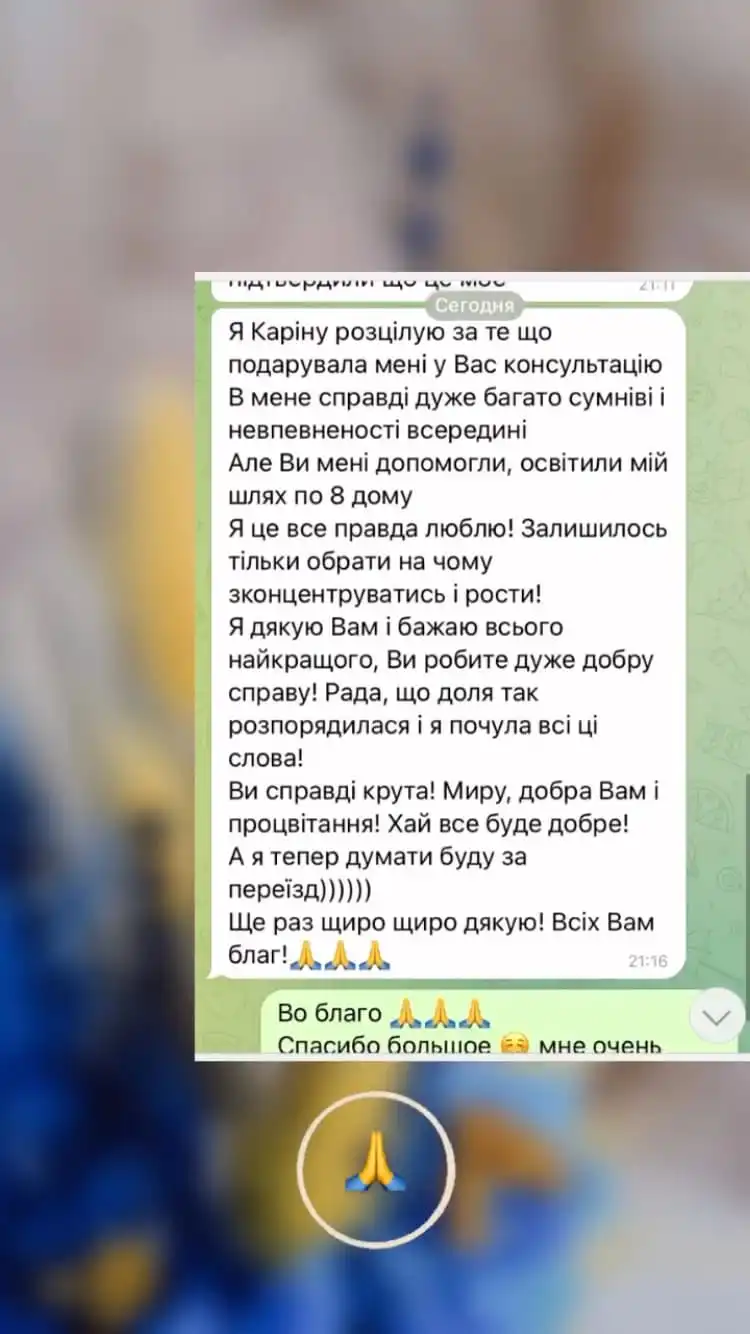 підтвердили що це моє
21:11
Сегодня
Я Каріну розцілую за те що
подарувала мені у Вас консультацію
В мене справді дуже багато сумніві і
невпевненості всередині
Але Ви мені допомогли, освітили мій
шлях по 8 дому
Я це все правда люблю! Залишилось
тільки обрати на чому
зконцентруватись і рости!
Я дякую Вам і бажаю всього
найкращого, Ви робите дуже добру
справу! Рада, що доля так
розпорядилася і я почула всі ці
слова!
Ви справді крута! Миру, добра Вам і
процвітання! Хай все буде добре!
А я тепер думати буду за
переїзд))))))
Ще раз щиро щиро дякую! Всіх Вам
благ!🙏🙏🙏
21:16
Во благо 🙏🙏🙏
Спасибо большое ☺️ мне очень
🙏